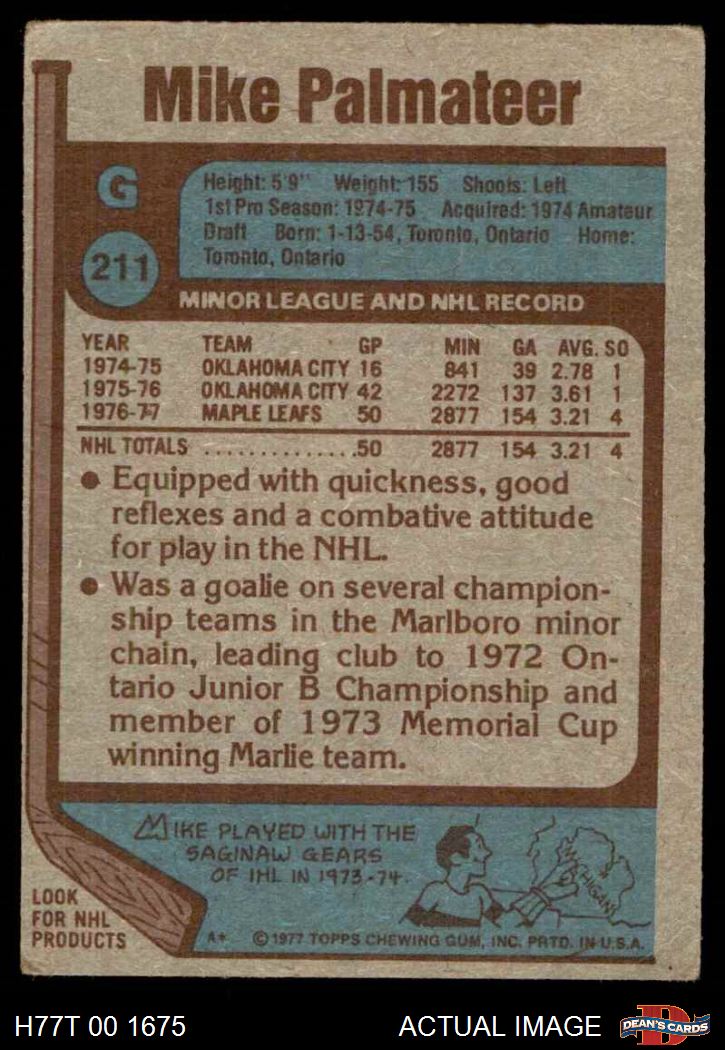 Mike Palmateer
G
Height: 5'9" Weight: 155 Shoots: Left
1st Pro Season: 1974-75 Acquired: 1974 Amateur
Draft Born: 1-13-54, Toronto, Ontario Home:
Toronto, Ontario
211
MINOR LEAGUE AND NHL RECORD
YEAR TEAM GP MIN GA AVG. SO
1974-75 OKLAHOMA CITY 16 841 39 2.78 1
1975-76 OKLAHOMA CITY 42 2272 137 3.61 1
1976-77 MAPLE LEAFS 50 2877 154 3.21 4
NHL TOTALS ...............50 2877 154 3.21 4
● Equipped with quickness, good
reflexes and a combative attitude
for play in the NHL.
● Was a goalie on several champion-
ship teams in the Marlboro minor
chain, leading club to 1972 On-
tario Junior B Championship and
member of 1973 Memorial Cup
winning Marlie team.
MIKE PLAYED WITH THE
SAGINAW GEARS
OF IHL IN 1973-74.
MICHIGAN
LOOK
FOR NHL
PRODUCTS
A+ © 1977 TOPPS CHEWING GUM, INC. PRTD. IN U.S.A.
H77T 00 1675 ACTUAL IMAGE
D
DEAN'S CARDS